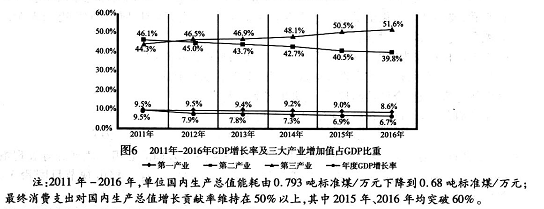 60.0%
50.0%
40.0%
30.0%
20.0%
10.0%
0.0%
46.1% 46.5% 46.9% 48.1% 50.5% 51.6%
44.3% 45.0% 43.7% 42.7% 40.5% 39.8%
9.5% 9.5% 9.4% 9.2% 9.0% 8.6%
9.5% 7.9% 7.8% 7.3% 6.9% 6.7%
2011年 2012年 2013年 2014年 2015年 2016年
图6 2011年-2016年GDP增长率及三大产业增加值占GDP比重
第一产业 第二产业 第三产业 年度GDP增长率
注:2011年-2016年,单位国内生产总值能耗由0.793吨标准煤/万元下降到0.68吨标准煤/万元;
最终消费支出对国内生产总值增长贡献率维持在50%以上,其中2015年、2016年均突破60%。